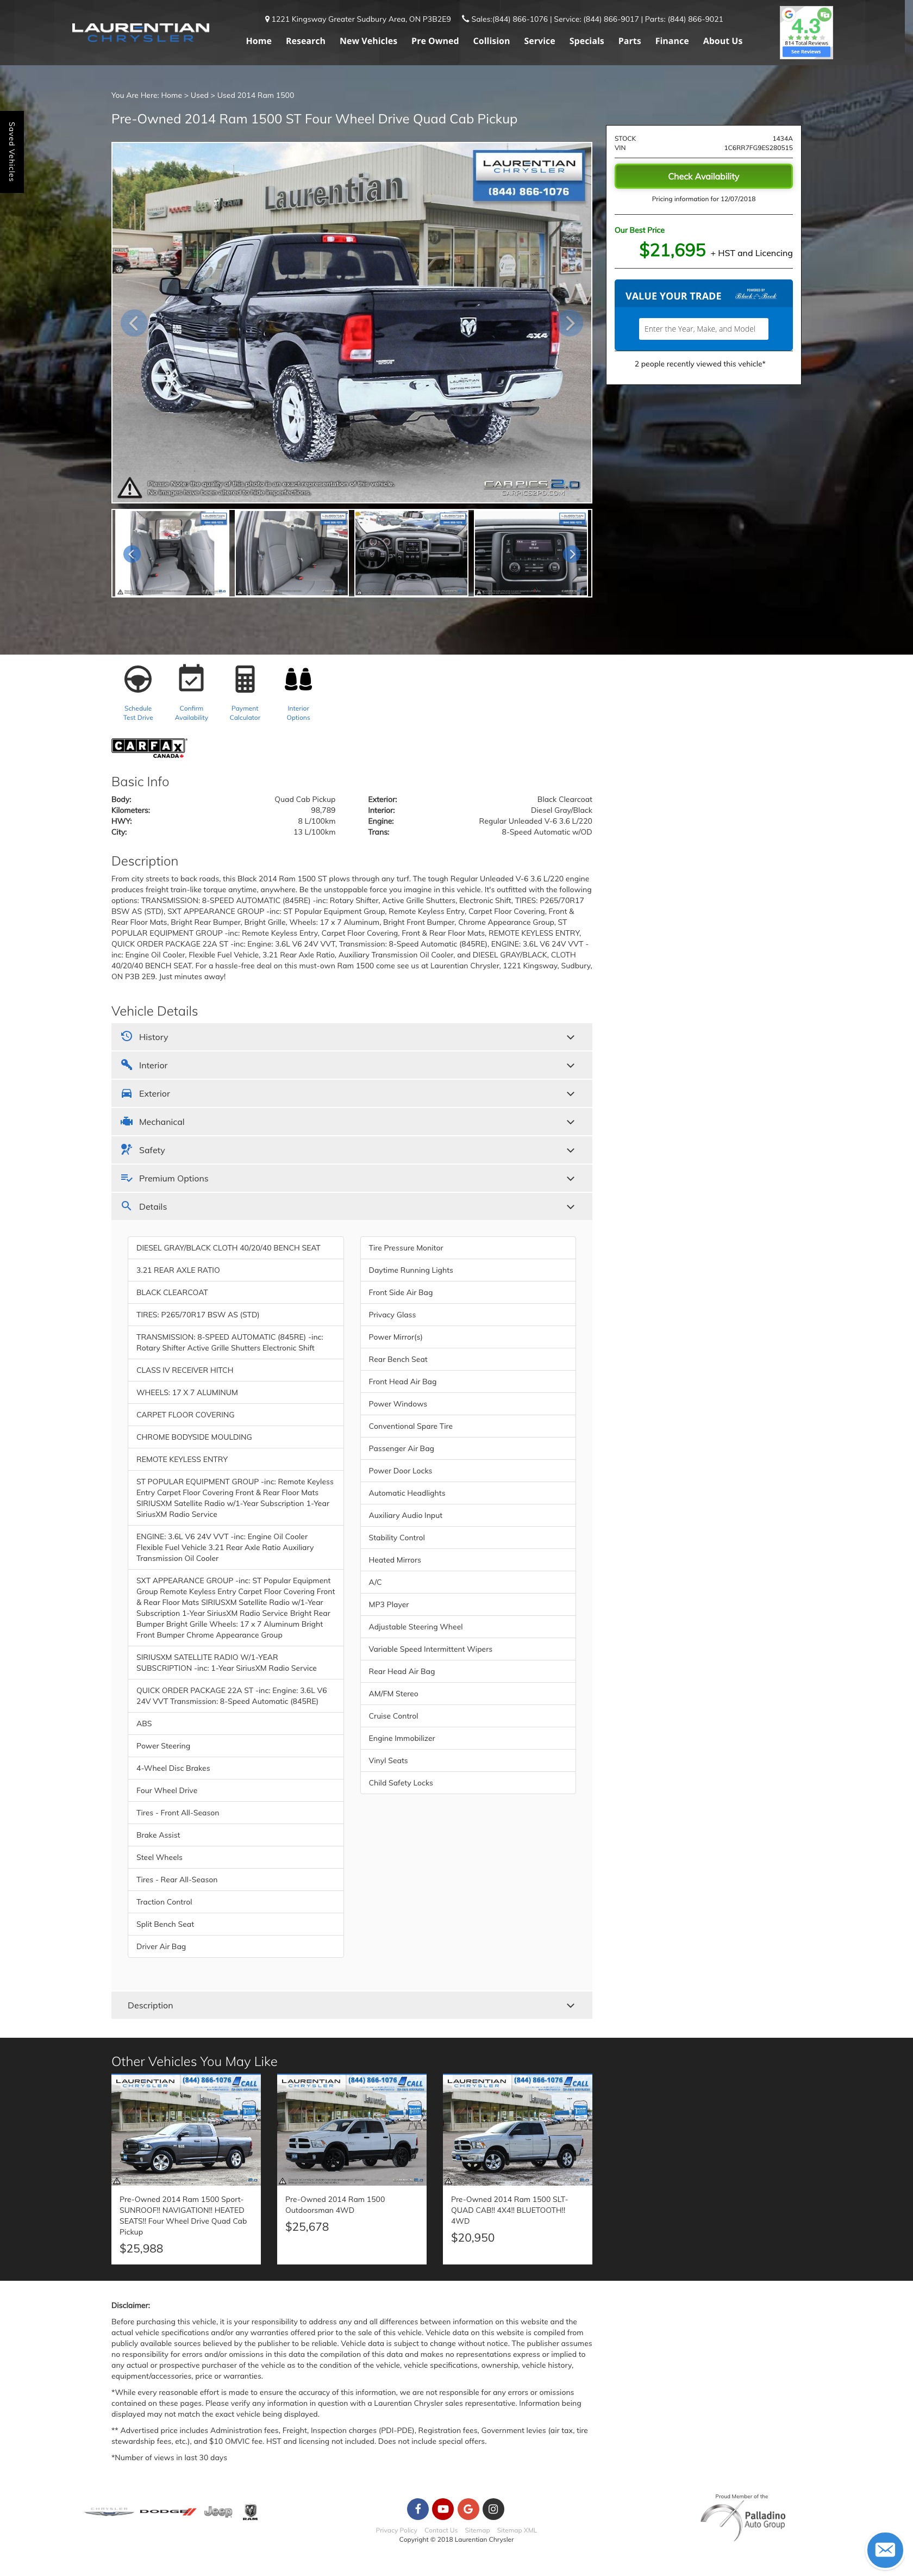 LAURENTIAN
CHRYSLER
1221 Kingsway Greater Sudbury Area, ON P3B2E9 Sales:(844) 866-1076 | Service: (844) 866-9017 | Parts: (844) 866-9021
Home Research New Vehicles Pre Owned Collision Service Specials Parts Finance About Us
4.3
814 Total Reviews
See Reviews
Saved Vehicles
You Are Here: Home > Used > Used 2014 Ram 1500
Pre-Owned 2014 Ram 1500 ST Four Wheel Drive Quad Cab Pickup
LAURENTIAN
CHRYSLER
(844) 866-1076
Laurentian
4X4
Please Note: the quality of this photo is an exact representation of this vehicle.
No images have been altered to hide imperfections.
CARPICS 2.0
CARPICS2P0.COM
STOCK 1434A
VIN 1C6RR7FG9ES280515
Check Availability
Pricing information for 12/07/2018
Our Best Price
$21,695 + HST and Licencing
VALUE YOUR TRADE
POWERED BY
Black Book
Enter the Year, Make, and Model
2 people recently viewed this vehicle*
Schedule
Test Drive
Confirm
Availability
Payment
Calculator
Interior
Options
CARFAX
CANADA
Basic Info
Body: Quad Cab Pickup
Kilometers: 98,789
HWY: 8 L/100km
City: 13 L/100km
Exterior: Black Clearcoat
Interior: Diesel Gray/Black
Engine: Regular Unleaded V-6 3.6 L/220
Trans: 8-Speed Automatic w/OD
Description
From city streets to back roads, this Black 2014 Ram 1500 ST plows through any turf. The tough Regular Unleaded V-6 3.6 L/220 engine
produces freight train-like torque anytime, anywhere. Be the unstoppable force you imagine in this vehicle. It's outfitted with the following
options: TRANSMISSION: 8-SPEED AUTOMATIC (845RE) -inc: Rotary Shifter, Active Grille Shutters, Electronic Shift, TIRES: P265/70R17
BSW AS (STD), SXT APPEARANCE GROUP -inc: ST Popular Equipment Group, Remote Keyless Entry, Carpet Floor Covering, Front &
Rear Floor Mats, Bright Rear Bumper, Bright Grille, Wheels: 17 x 7 Aluminum, Bright Front Bumper, Chrome Appearance Group, ST
POPULAR EQUIPMENT GROUP -inc: Remote Keyless Entry, Carpet Floor Covering, Front & Rear Floor Mats, REMOTE KEYLESS ENTRY,
QUICK ORDER PACKAGE 22A ST -inc: Engine: 3.6L V6 24V VVT, Transmission: 8-Speed Automatic (845RE), ENGINE: 3.6L V6 24V VVT -
inc: Engine Oil Cooler, Flexible Fuel Vehicle, 3.21 Rear Axle Ratio, Auxiliary Transmission Oil Cooler, and DIESEL GRAY/BLACK, CLOTH
40/20/40 BENCH SEAT. For a hassle-free deal on this must-own Ram 1500 come see us at Laurentian Chrysler, 1221 Kingsway, Sudbury,
ON P3B 2E9. Just minutes away!
Vehicle Details
History
Interior
Exterior
Mechanical
Safety
Premium Options
Details
DIESEL GRAY/BLACK CLOTH 40/20/40 BENCH SEAT
3.21 REAR AXLE RATIO
BLACK CLEARCOAT
TIRES: P265/70R17 BSW AS (STD)
TRANSMISSION: 8-SPEED AUTOMATIC (845RE) -inc:
Rotary Shifter Active Grille Shutters Electronic Shift
CLASS IV RECEIVER HITCH
WHEELS: 17 X 7 ALUMINUM
CARPET FLOOR COVERING
CHROME BODYSIDE MOULDING
REMOTE KEYLESS ENTRY
ST POPULAR EQUIPMENT GROUP -inc: Remote Keyless
Entry Carpet Floor Covering Front & Rear Floor Mats
SIRIUSXM Satellite Radio w/1-Year Subscription 1-Year
SiriusXM Radio Service
ENGINE: 3.6L V6 24V VVT -inc: Engine Oil Cooler
Flexible Fuel Vehicle 3.21 Rear Axle Ratio Auxiliary
Transmission Oil Cooler
SXT APPEARANCE GROUP -inc: ST Popular Equipment
Group Remote Keyless Entry Carpet Floor Covering Front
& Rear Floor Mats SIRIUSXM Satellite Radio w/1-Year
Subscription 1-Year SiriusXM Radio Service Bright Rear
Bumper Bright Grille Wheels: 17 x 7 Aluminum Bright
Front Bumper Chrome Appearance Group
SIRIUSXM SATELLITE RADIO W/1-YEAR
SUBSCRIPTION -inc: 1-Year SiriusXM Radio Service
QUICK ORDER PACKAGE 22A ST -inc: Engine: 3.6L V6
24V VVT Transmission: 8-Speed Automatic (845RE)
ABS
Power Steering
4-Wheel Disc Brakes
Four Wheel Drive
Tires - Front All-Season
Brake Assist
Steel Wheels
Tires - Rear All-Season
Traction Control
Split Bench Seat
Driver Air Bag
Tire Pressure Monitor
Daytime Running Lights
Front Side Air Bag
Privacy Glass
Power Mirror(s)
Rear Bench Seat
Front Head Air Bag
Power Windows
Conventional Spare Tire
Passenger Air Bag
Power Door Locks
Automatic Headlights
Auxiliary Audio Input
Stability Control
Heated Mirrors
A/C
MP3 Player
Adjustable Steering Wheel
Variable Speed Intermittent Wipers
Rear Head Air Bag
AM/FM Stereo
Cruise Control
Engine Immobilizer
Vinyl Seats
Child Safety Locks
Description
Other Vehicles You May Like
LAURENTIAN CHRYSLER (844) 866-1076 CALL
LAURENTIAN CHRYSLER (844) 866-1076 CALL
LAURENTIAN CHRYSLER (844) 866-1076 CALL
Pre-Owned 2014 Ram 1500 Sport-
SUNROOF!! NAVIGATION!! HEATED
SEATS!! Four Wheel Drive Quad Cab
Pickup
$25,988
Pre-Owned 2014 Ram 1500
Outdoorsman 4WD
$25,678
Pre-Owned 2014 Ram 1500 SLT-
QUAD CAB!! 4X4!! BLUETOOTH!!
4WD
$20,950
Disclaimer:
Before purchasing this vehicle, it is your responsibility to address any and all differences between information on this website and the
actual vehicle specifications and/or any warranties offered prior to the sale of this vehicle. Vehicle data on this website is compiled from
publicly available sources believed by the publisher to be reliable. Vehicle data is subject to change without notice. The publisher assumes
no responsibility for errors and/or omissions in this data the compilation of this data and makes no representations express or implied to
any actual or prospective purchaser of the vehicle as to the condition of the vehicle, vehicle specifications, ownership, vehicle history,
equipment/accessories, price or warranties.
*While every reasonable effort is made to ensure the accuracy of this information, we are not responsible for any errors or omissions
contained on these pages. Please verify any information in question with a Laurentian Chrysler sales representative. Information being
displayed may not match the exact vehicle being displayed.
** Advertised price includes Administration fees, Freight, Inspection charges (PDI-PDE), Registration fees, Government levies (air tax, tire
stewardship fees, etc.), and $10 OMVIC fee. HST and licensing not included. Does not include special offers.
*Number of views in last 30 days
CHRYSLER DODGE Jeep RAM
Privacy Policy Contact Us Sitemap Sitemap XML
Copyright © 2018 Laurentian Chrysler
Proud Member of the
Palladino
Auto Group